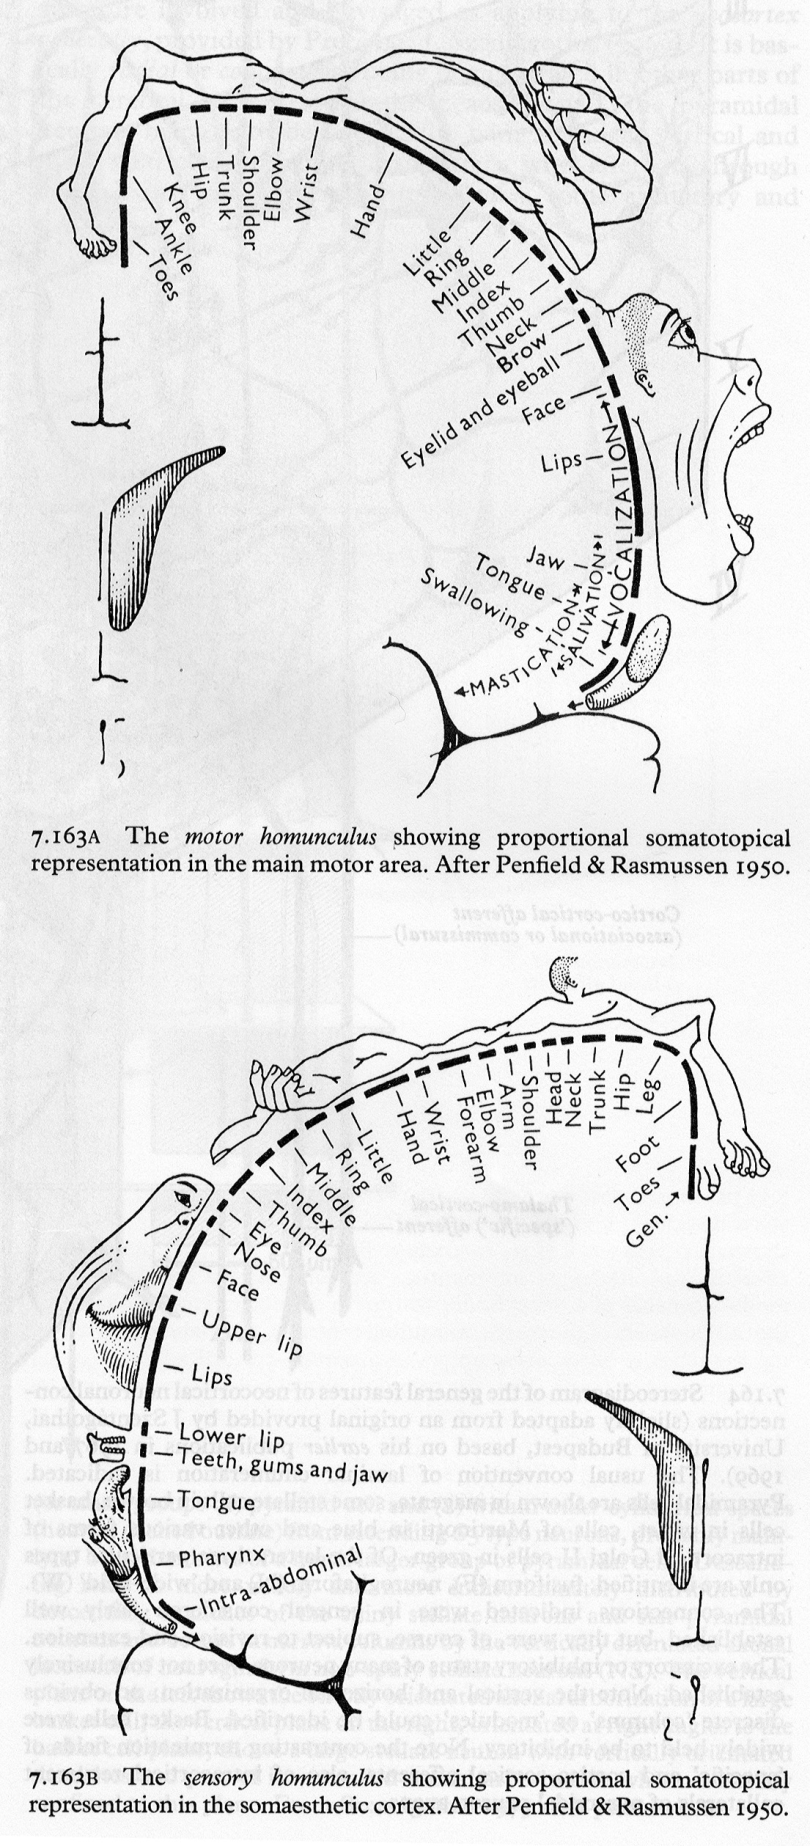 Toes
Ankle
Knee
Hip
Trunk
Shoulder
Elbow
Wrist
Hand
Little
Ring
Middle
Index
Thumb
Neck
Brow
Eyelid and eyeball
Face
Lips
Jaw
Tongue
Swallowing
VOCALIZATION
SALIVATION
MASTICATION
7.163A The motor homunculus showing proportional somatotopical
representation in the main motor area. After Penfield & Rasmussen 1950.
Little
Hand
Wrist
Forearm
Elbow
Arm
Shoulder
Head
Neck
Trunk
Hip
Leg
Foot
Toes
Gen.
Ring
Middle
Index
Thumb
Eye
Nose
Face
Upper lip
Lips
Lower lip
Teeth, gums and jaw
Tongue
Pharynx
Intra-abdominal
7.163B The sensory homunculus showing proportional somatotopical
representation in the somaesthetic cortex. After Penfield & Rasmussen 1950.